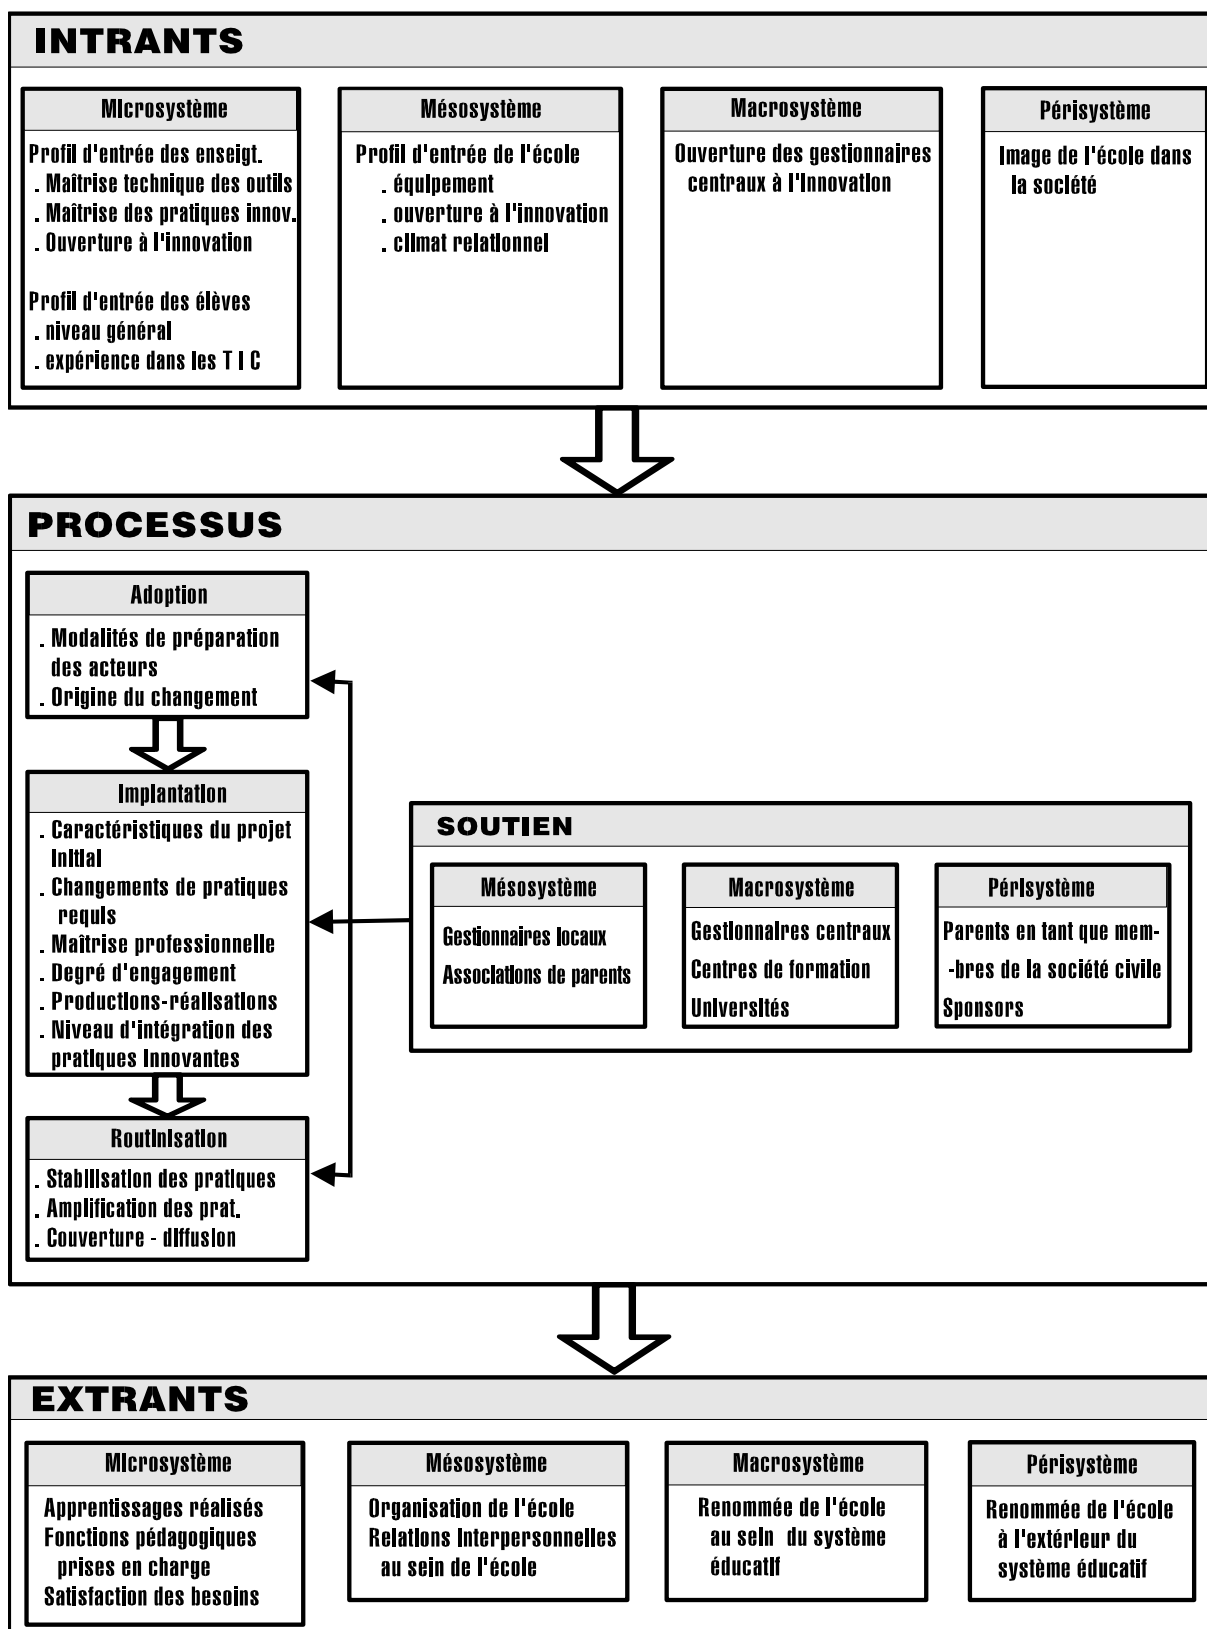 INTRANTS
Microsystème
Profil d'entrée des enseigt.
. Maîtrise technique des outils
. Maîtrise des pratiques innov.
. Ouverture à l'innovation
Profil d'entrée des élèves
. niveau général
. expérience dans les T I C
Mésosystème
Profil d'entrée de l'école
. équipement
. ouverture à l'innovation
. climat relationnel
Macrosystème
Ouverture des gestionnaires
centraux à l'innovation
Périsystème
Image de l'école dans
la société
PROCESSUS
Adoption
. Modalités de préparation
des acteurs
. Origine du changement
Implantation
. Caractéristiques du projet
initial
. Changements de pratiques
requis
. Maîtrise professionnelle
. Degré d'engagement
. Productions-réalisations
. Niveau d'intégration des
pratiques innovantes
Routinisation
. Stabilisation des pratiques
. Amplification des prat.
. Couverture - diffusion
SOUTIEN
Mésosystème
Gestionnaires locaux
Associations de parents
Macrosystème
Gestionnaires centraux
Centres de formation
Universités
Périsystème
Parents en tant que mem-
-bres de la société civile
Sponsors
EXTRANTS
Microsystème
Apprentissages réalisés
Fonctions pédagogiques
prises en charge
Satisfaction des besoins
Mésosystème
Organisation de l'école
Relations interpersonnelles
au sein de l'école
Macrosystème
Renommée de l'école
au sein du système
éducatif
Périsystème
Renommée de l'école
à l'extérieur du
système éducatif